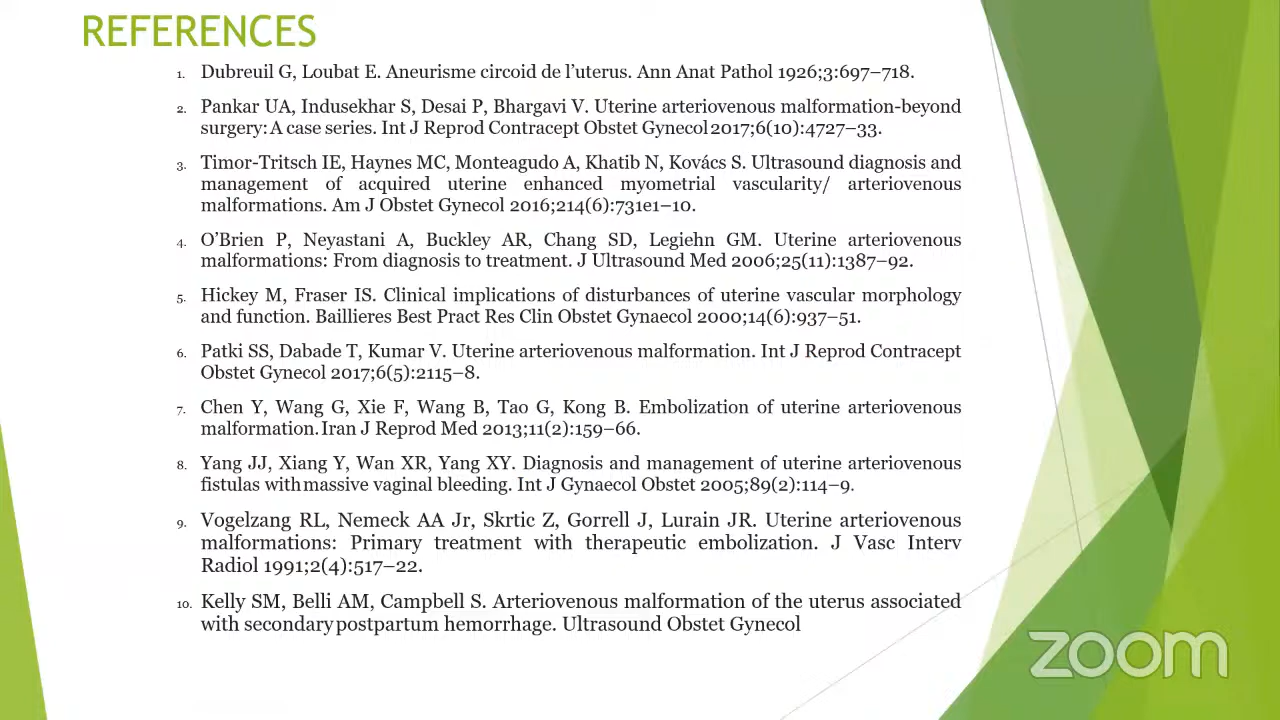 REFERENCES
1. Dubreuil G, Loubat E. Aneurisme circoid de l’uterus. Ann Anat Pathol 1926;3:697–718.
2. Pankar UA, Indusekhar S, Desai P, Bhargavi V. Uterine arteriovenous malformation-beyond
surgery: A case series. Int J Reprod Contracept Obstet Gynecol 2017;6(10):4727–33.
3. Timor-Tritsch IE, Haynes MC, Monteagudo A, Khatib N, Kovács S. Ultrasound diagnosis and
management of acquired uterine enhanced myometrial vascularity/ arteriovenous
malformations. Am J Obstet Gynecol 2016;214(6):731e1–10.
4. O’Brien P, Neyastani A, Buckley AR, Chang SD, Legiehn GM. Uterine arteriovenous
malformations: From diagnosis to treatment. J Ultrasound Med 2006;25(11):1387–92.
5. Hickey M, Fraser IS. Clinical implications of disturbances of uterine vascular morphology
and function. Baillieres Best Pract Res Clin Obstet Gynaecol 2000;14(6):937–51.
6. Patki SS, Dabade T, Kumar V. Uterine arteriovenous malformation. Int J Reprod Contracept
Obstet Gynecol 2017;6(5):2115–8.
7. Chen Y, Wang G, Xie F, Wang B, Tao G, Kong B. Embolization of uterine arteriovenous
malformation. Iran J Reprod Med 2013;11(2):159–66.
8. Yang JJ, Xiang Y, Wan XR, Yang XY. Diagnosis and management of uterine arteriovenous
fistulas with massive vaginal bleeding. Int J Gynaecol Obstet 2005;89(2):114–9.
9. Vogelzang RL, Nemeck AA Jr, Skrtic Z, Gorrell J, Lurain JR. Uterine arteriovenous
malformations: Primary treatment with therapeutic embolization. J Vasc Interv
Radiol 1991;2(4):517–22.
10. Kelly SM, Belli AM, Campbell S. Arteriovenous malformation of the uterus associated
with secondary postpartum hemorrhage. Ultrasound Obstet Gynecol
zoom